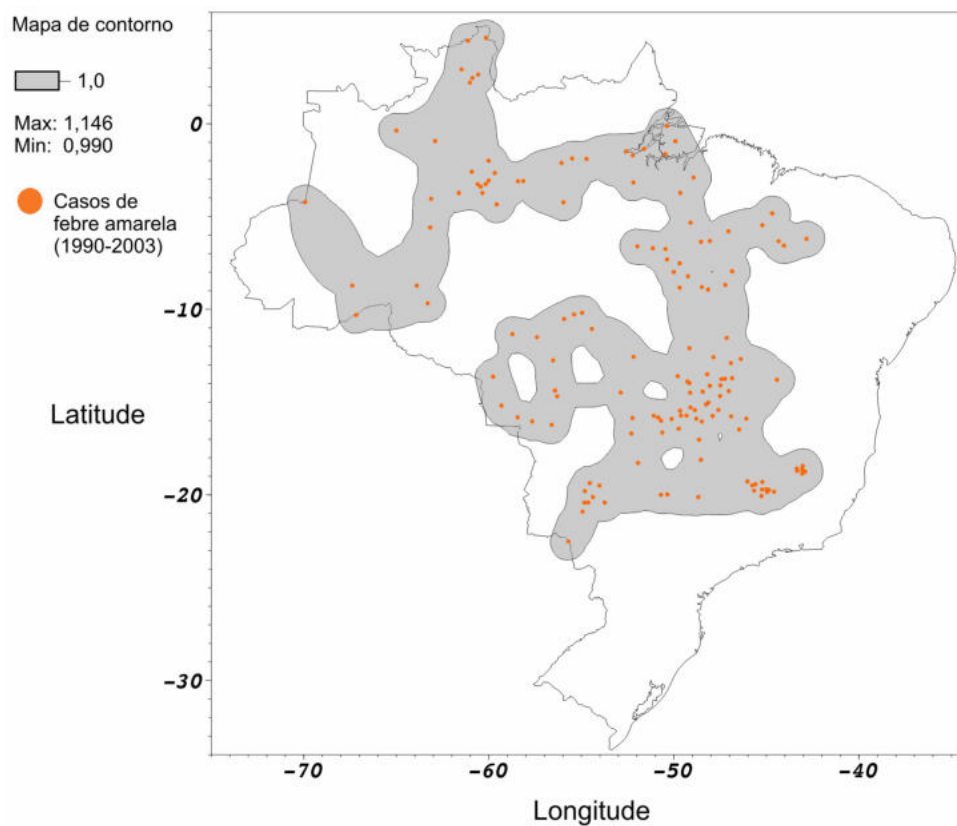 Mapa de contorno
1,0
Max: 1,146
Min: 0,990
Casos de
febre amarela
(1990-2003)
0
-10
Latitude
-20
-30
-70
-60
-50
-40
Longitude